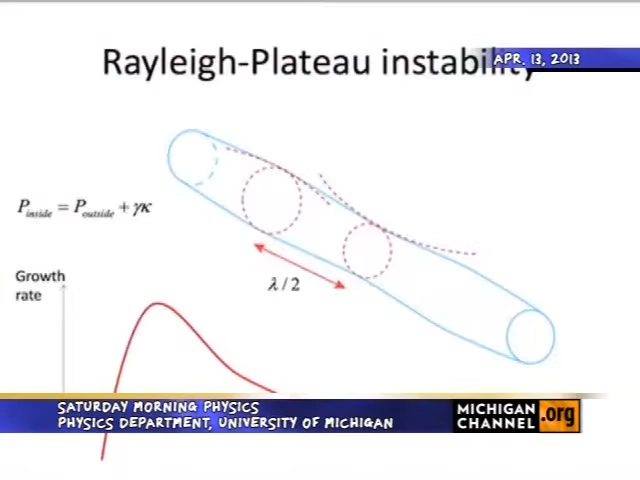 Rayleigh-Plateau instability
APR. 13, 2013
P_inside = P_outside + γκ
λ / 2
Growth
rate
SATURDAY MORNING PHYSICS
PHYSICS DEPARTMENT, UNIVERSITY OF MICHIGAN
MICHIGAN
CHANNEL.org